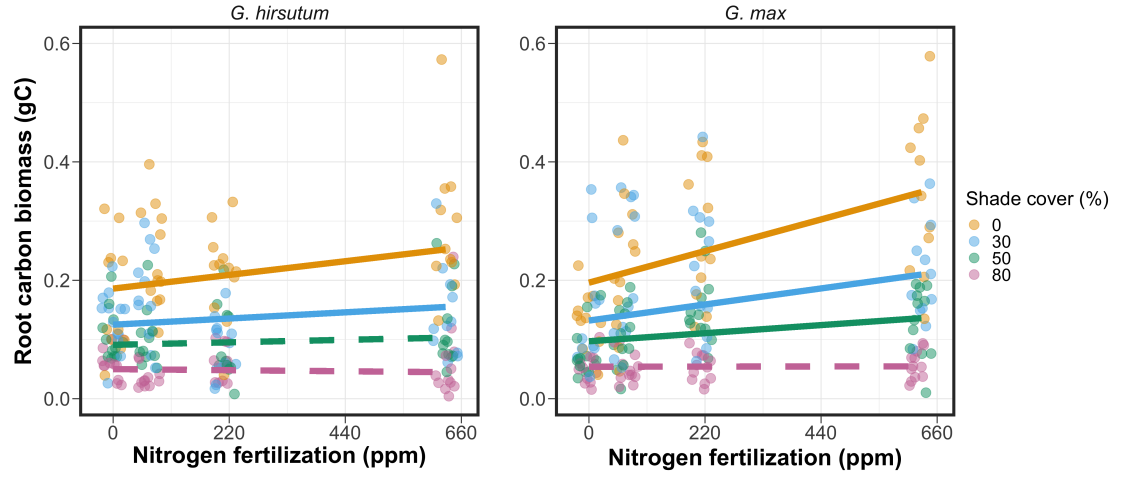 G. hirsutum
G. max
Root carbon biomass (gC)
0.6
0.4
0.2
0.0
0.6
0.4
0.2
0.0
0 220 440 660
0 220 440 660
Nitrogen fertilization (ppm)
Nitrogen fertilization (ppm)
Shade cover (%)
0
30
50
80